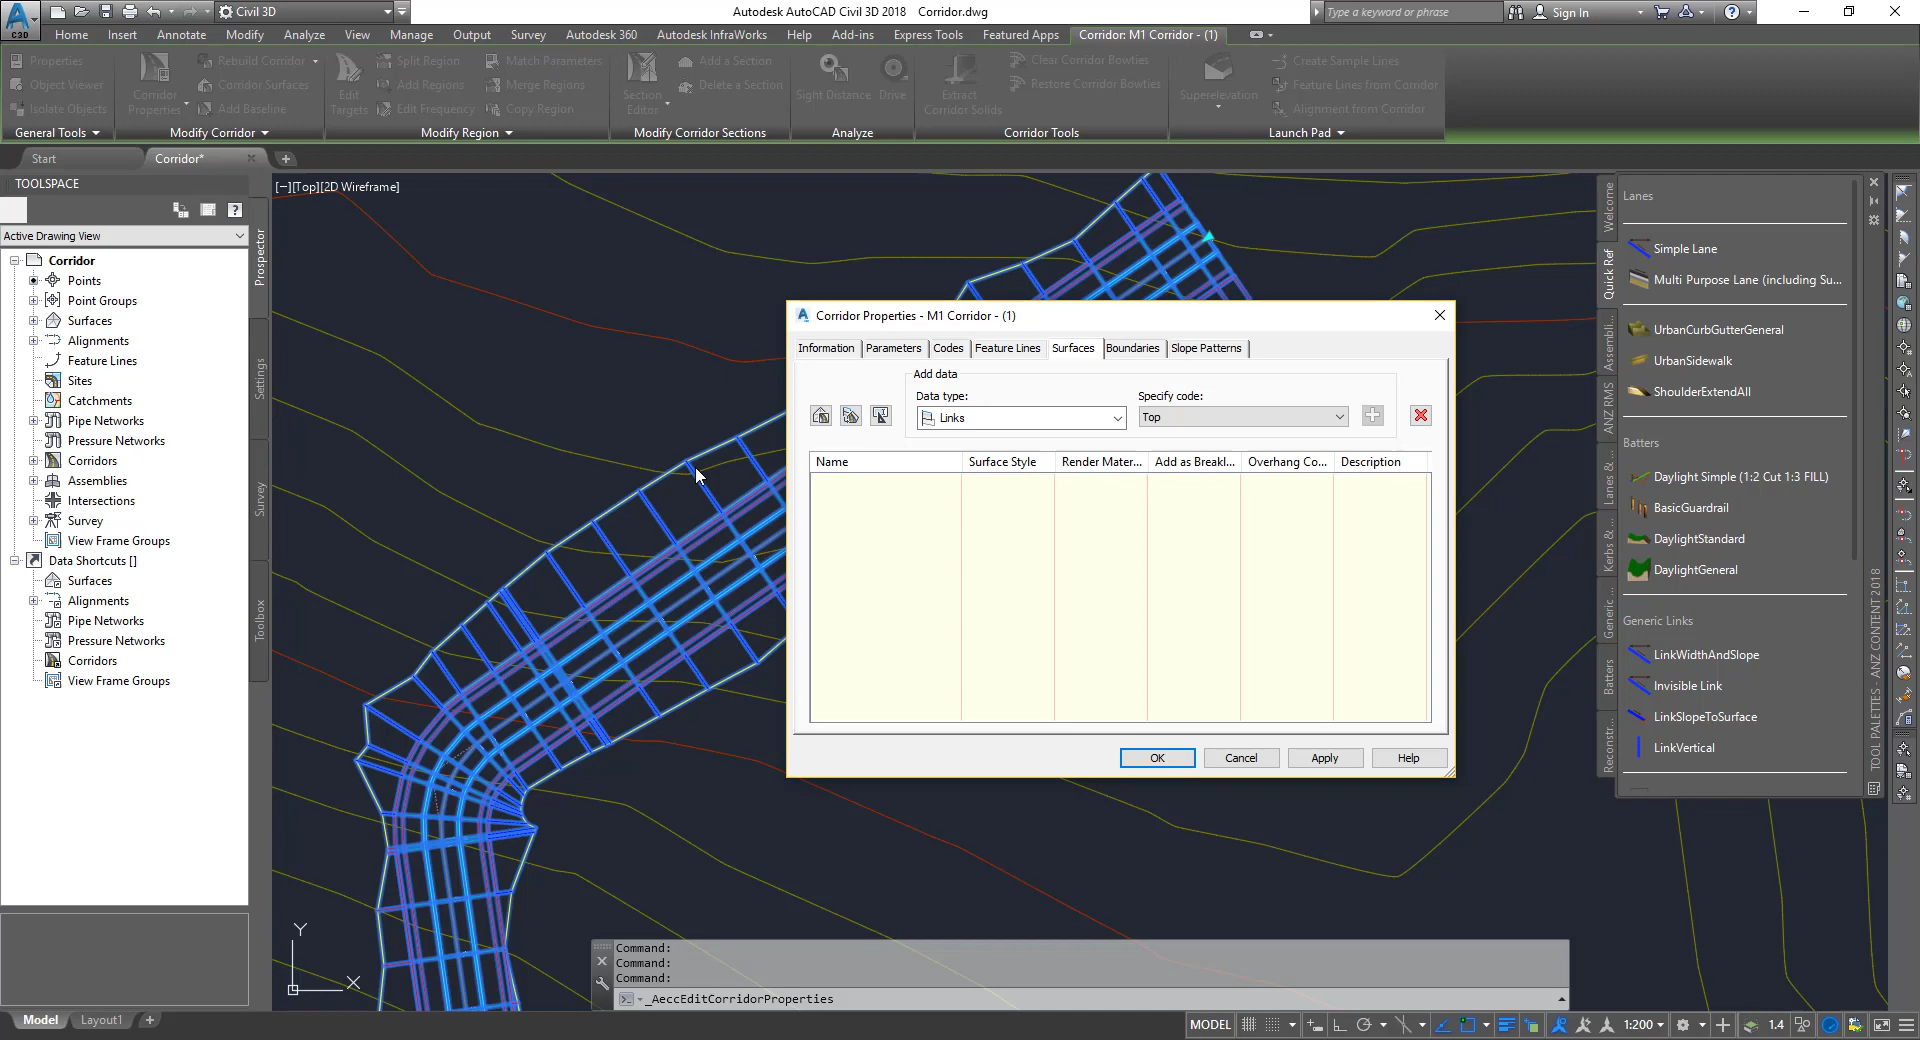 Civil 3D
Autodesk AutoCAD Civil 3D 2018 Corridor.dwg
Type a keyword or phrase
Sign In
C3D
Home Insert Annotate Modify Analyze View Manage Output Survey Autodesk 360 Autodesk InfraWorks Help Add-ins Express Tools Featured Apps Corridor: M1 Corridor - (1)
Properties
Object Viewer
Isolate Objects
General Tools
Corridor Properties
Rebuild Corridor
Corridor Surfaces
Add Baseline
Modify Corridor
Edit Targets
Split Region
Add Regions
Edit Frequency
Match Parameters
Merge Regions
Copy Region
Modify Region
Section Editor
Add a Section
Delete a Section
Modify Corridor Sections
Sight Distance Drive
Analyze
Extract Corridor Solids
Clear Corridor Bowties
Restore Corridor Bowties
Corridor Tools
Superelevation
Create Sample Lines
Feature Lines from Corridor
Alignment from Corridor
Launch Pad
Start Corridor*
TOOLSPACE
Active Drawing View
Corridor
Points
Point Groups
Surfaces
Alignments
Feature Lines
Sites
Catchments
Pipe Networks
Pressure Networks
Corridors
Assemblies
Intersections
Survey
View Frame Groups
Data Shortcuts []
Surfaces
Alignments
Pipe Networks
Pressure Networks
Corridors
View Frame Groups
Prospector
Settings
Survey
Toolbox
[−][Top][2D Wireframe]
Corridor Properties - M1 Corridor - (1)
Information Parameters Codes Feature Lines Surfaces Boundaries Slope Patterns
Add data
Data type: Specify code:
Links Top
Name Surface Style Render Mater... Add as Breakl... Overhang Co... Description
OK Cancel Apply Help
Welcome
Quick Ref
Assembli...
ANZ RMS
Lanes & ...
Kerbs & ...
Generic ...
Batters
Reconstr...
Lanes
Simple Lane
Multi Purpose Lane (including Su...
UrbanCurbGutterGeneral
UrbanSidewalk
ShoulderExtendAll
Batters
Daylight Simple (1:2 Cut 1:3 FILL)
BasicGuardrail
DaylightStandard
DaylightGeneral
Generic Links
LinkWidthAndSlope
Invisible Link
LinkSlopeToSurface
LinkVertical
TOOL PALETTES - ANZ CONTENT 2018
Y
X
Command:
Command:
Command:
_AeccEditCorridorProperties
Model Layout1
MODEL 1:200 1.4